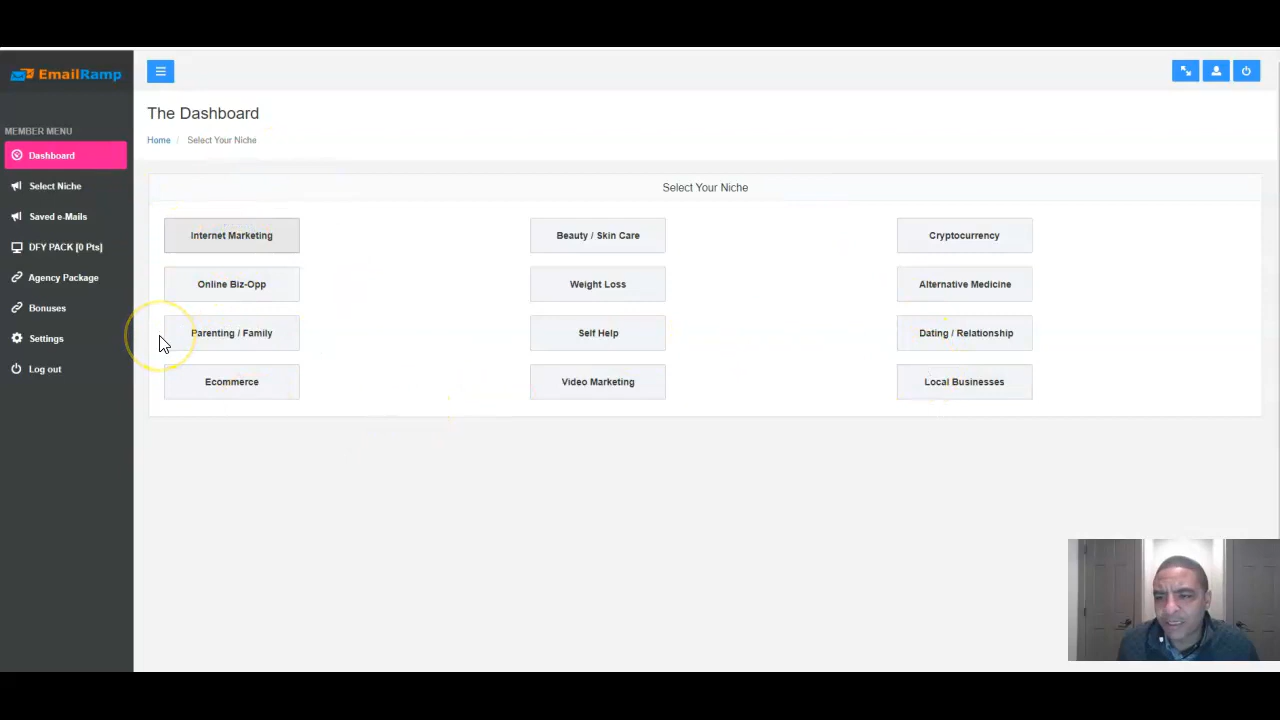 EmailRamp
The Dashboard
Home / Select Your Niche
MEMBER MENU
Dashboard
Select Niche
Saved e-Mails
DFY PACK [0 Pts]
Agency Package
Bonuses
Settings
Log out
Select Your Niche
Internet Marketing
Beauty / Skin Care
Cryptocurrency
Online Biz-Opp
Weight Loss
Alternative Medicine
Parenting / Family
Self Help
Dating / Relationship
Ecommerce
Video Marketing
Local Businesses